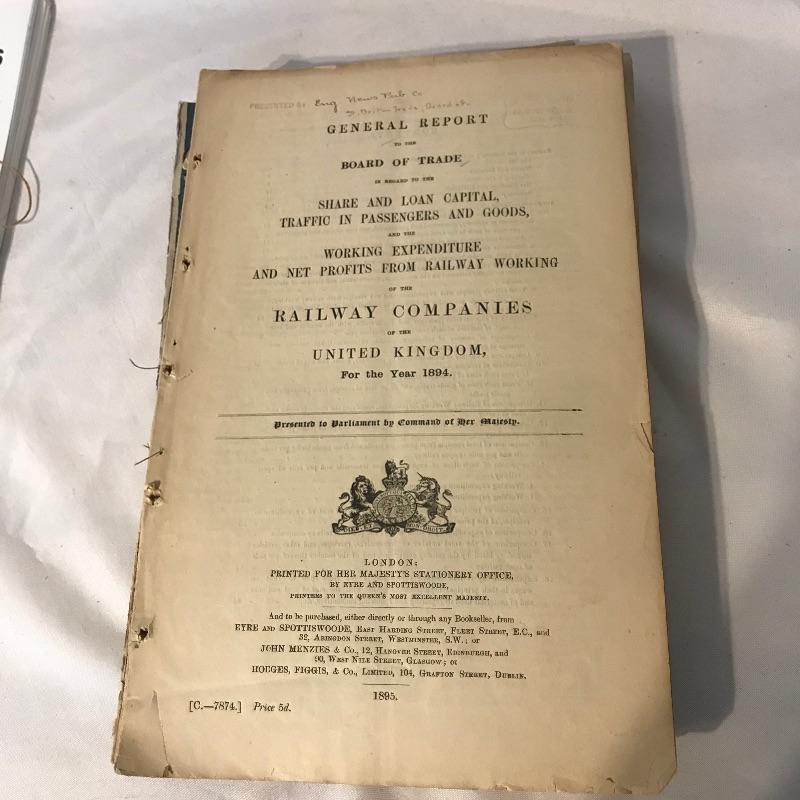 PRESENTED BY Eng News Pub Co
GENERAL REPORT
TO THE
BOARD OF TRADE
IN REGARD TO THE
SHARE AND LOAN CAPITAL,
TRAFFIC IN PASSENGERS AND GOODS,
AND THE
WORKING EXPENDITURE
AND NET PROFITS FROM RAILWAY WORKING
OF THE
RAILWAY COMPANIES
OF THE
UNITED KINGDOM,
For the Year 1894.
Presented to Parliament by Command of Her Majesty.
LONDON:
PRINTED FOR HER MAJESTY'S STATIONERY OFFICE,
BY EYRE AND SPOTTISWOODE,
PRINTERS TO THE QUEEN'S MOST EXCELLENT MAJESTY.
And to be purchased, either directly or through any Bookseller, from
EYRE AND SPOTTISWOODE, EAST HARDING STREET, FLEET STREET, E.C., and
32, ABINGDON STREET, WESTMINSTER, S.W.; or
JOHN MENZIES & Co., 12, HANOVER STREET, EDINBURGH, and
90, WEST NILE STREET, GLASGOW; or
HODGES, FIGGIS, & Co., LIMITED, 104, GRAFTON STREET, DUBLIN.
1895.
[C.—7874.] Price 5d.